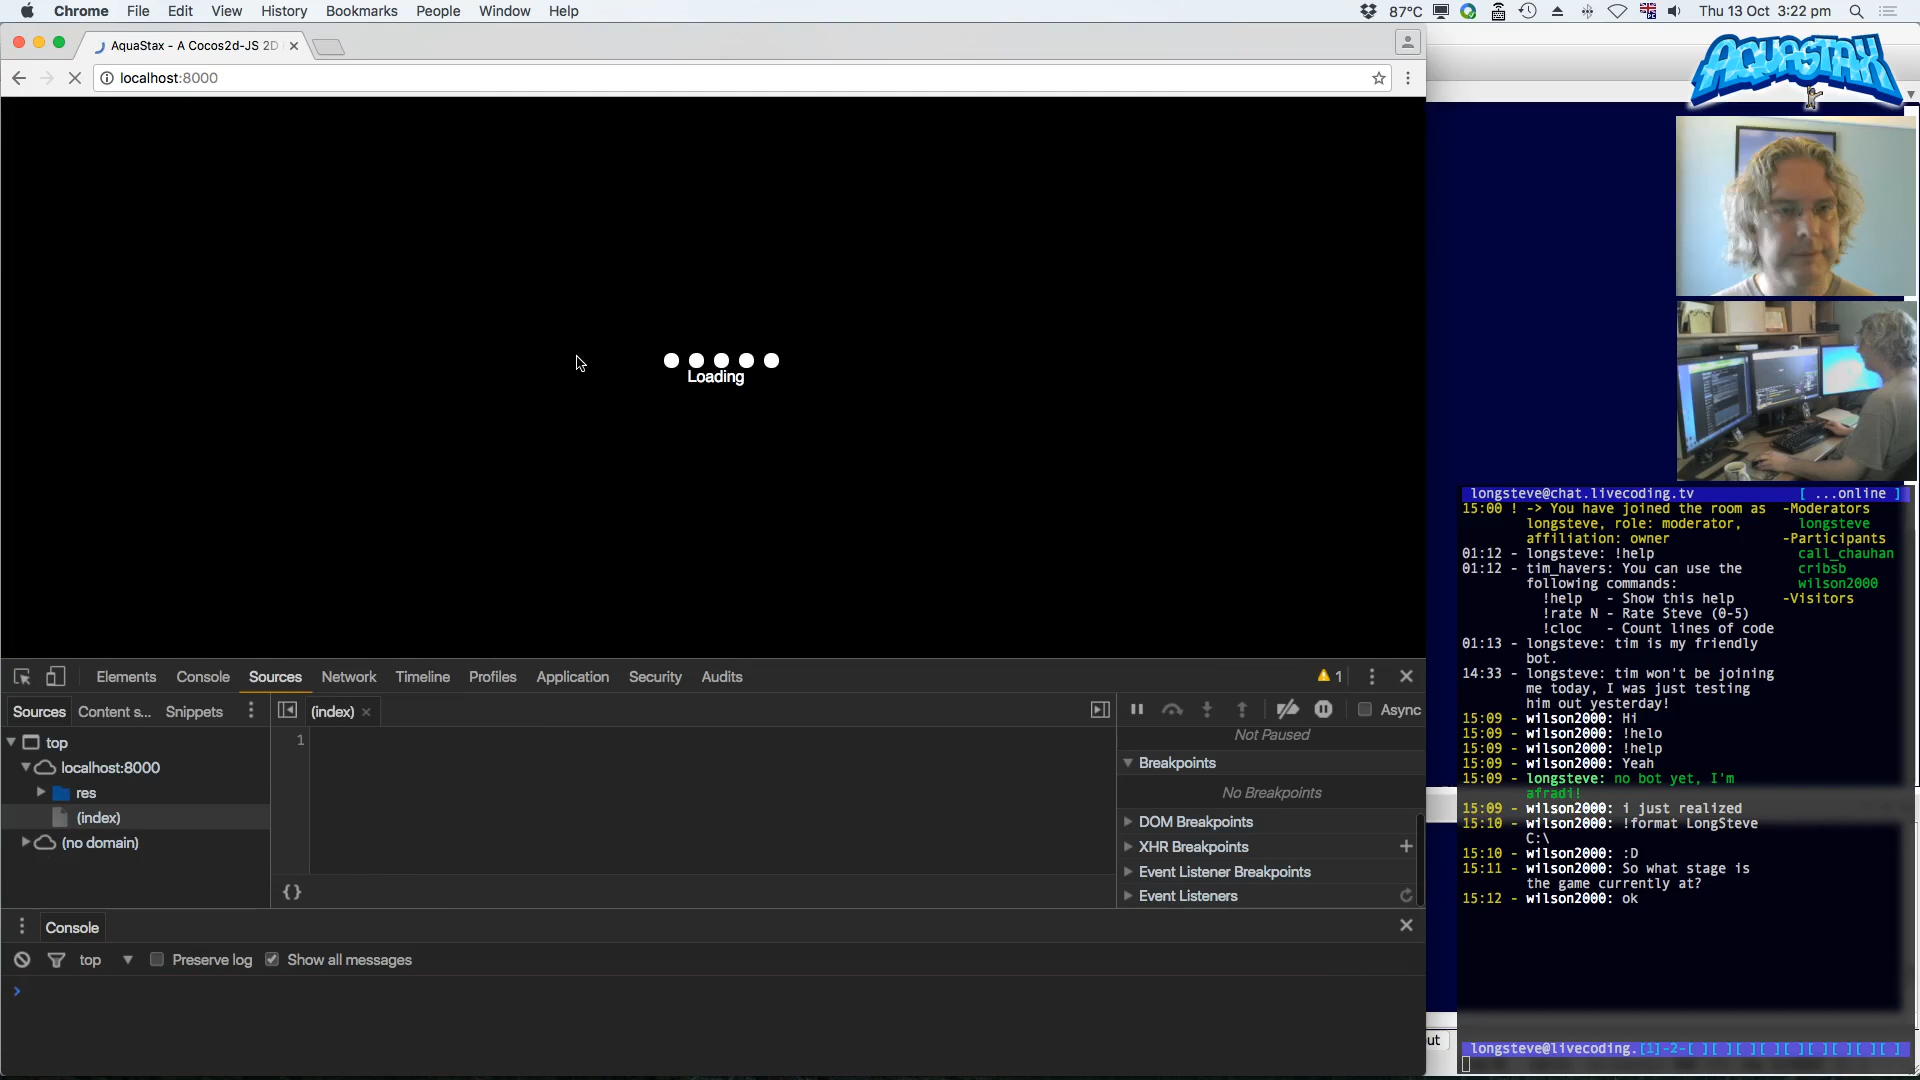 Chrome File Edit View History Bookmarks People Window Help
87°C Thu 13 Oct 3:22 pm
AquaStax - A Cocos2d-JS 2D
localhost:8000
AQUASTAX
Loading
Elements Console Sources Network Timeline Profiles Application Security Audits 1
Sources Content s... Snippets
(index)
Async
top
localhost:8000
res
(index)
(no domain)
1
{}
Not Paused
Breakpoints
No Breakpoints
DOM Breakpoints
XHR Breakpoints
Event Listener Breakpoints
Event Listeners
Console
top Preserve log Show all messages
longsteve@chat.livecoding.tv [ ...online ]
15:00 ! -> You have joined the room as
longsteve, role: moderator,
affiliation: owner
01:12 - longsteve: !help
01:12 - tim_havers: You can use the
following commands:
!help - Show this help
!rate N - Rate Steve (0-5)
!cloc - Count lines of code
01:13 - longsteve: tim is my friendly
bot.
14:33 - longsteve: tim won't be joining
me today, I was just testing
him out yesterday!
15:09 - wilson2000: Hi
15:09 - wilson2000: !helo
15:09 - wilson2000: !help
15:09 - wilson2000: Yeah
15:09 - longsteve: no bot yet, I'm
afradi!
15:09 - wilson2000: i just realized
15:10 - wilson2000: !format LongSteve
C:\
15:10 - wilson2000: :D
15:11 - wilson2000: So what stage is
the game currently at?
15:12 - wilson2000: ok
-Moderators
longsteve
-Participants
call_chauhan
cribsb
wilson2000
-Visitors
ut
longsteve@livecoding.[1]-2-[ ][ ][ ][ ][ ][ ][ ][ ][ ]